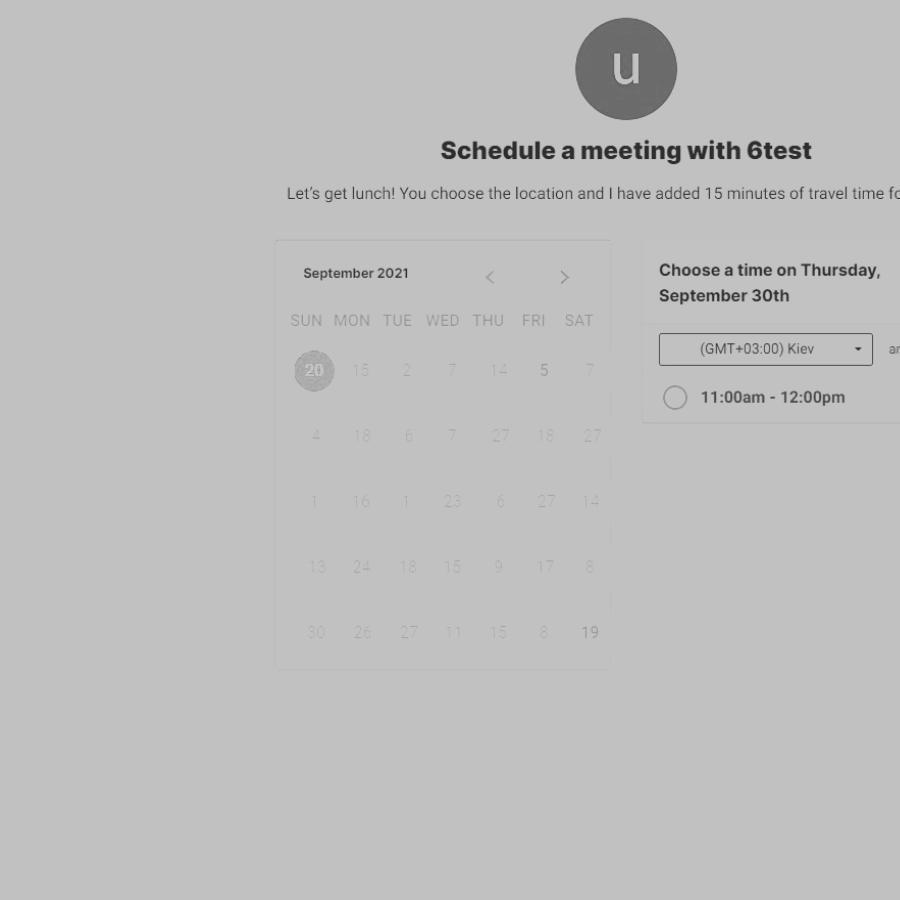 u
Schedule a meeting with 6test
Let's get lunch! You choose the location and I have added 15 minutes of travel time
September 2021
SUN MON TUE WED THU FRI SAT
20 15 2 7 14 5 7
4 18 6 7 27 18 27
1 16 1 23 6 27 14
13 24 18 15 9 17 8
30 26 27 11 15 8 19
Choose a time on Thursday,
September 30th
(GMT+03:00) Kiev
11:00am - 12:00pm